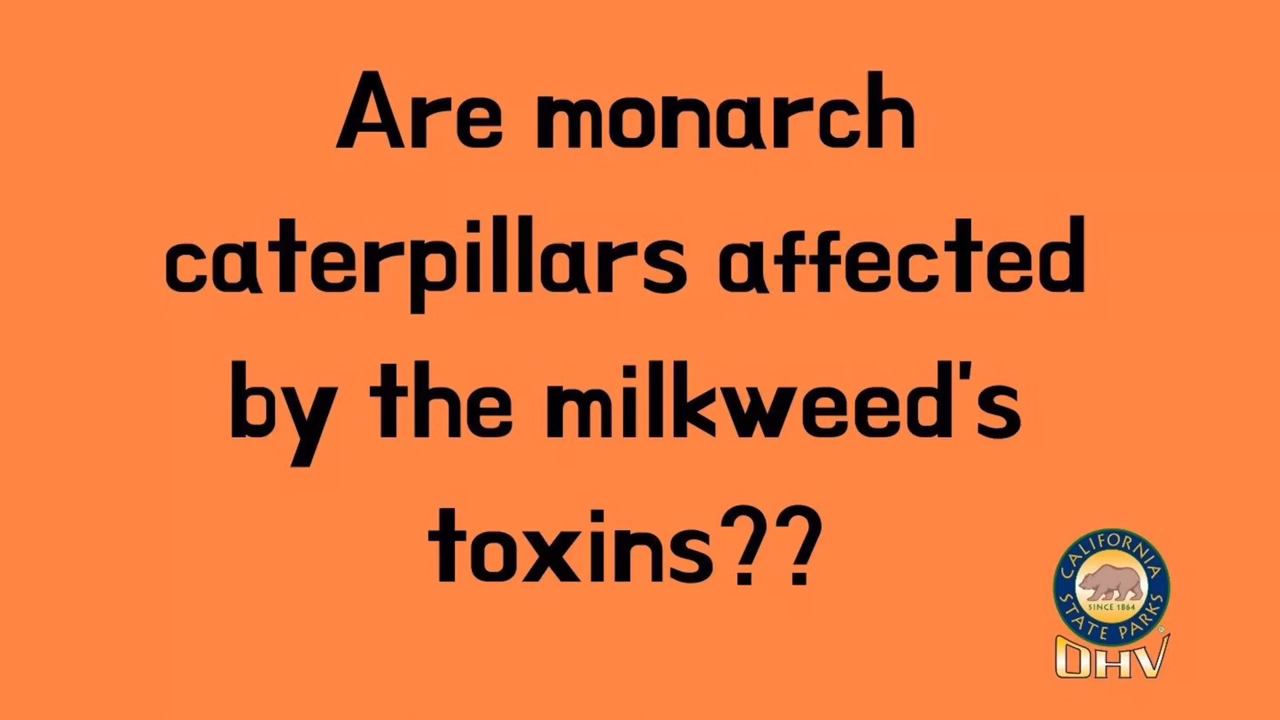 Are monarch
caterpillars affected
by the milkweed's
toxins??
CALIFORNIA
SINCE 1864
STATE PARKS
OHV